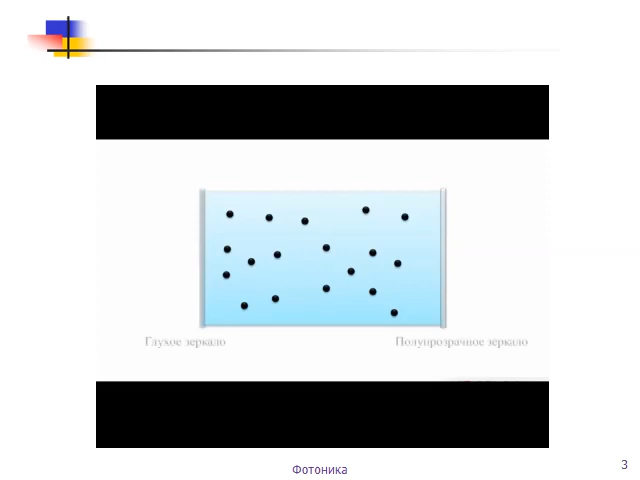 Глухое зеркало
Полупрозрачное зеркало
Фотоника
3